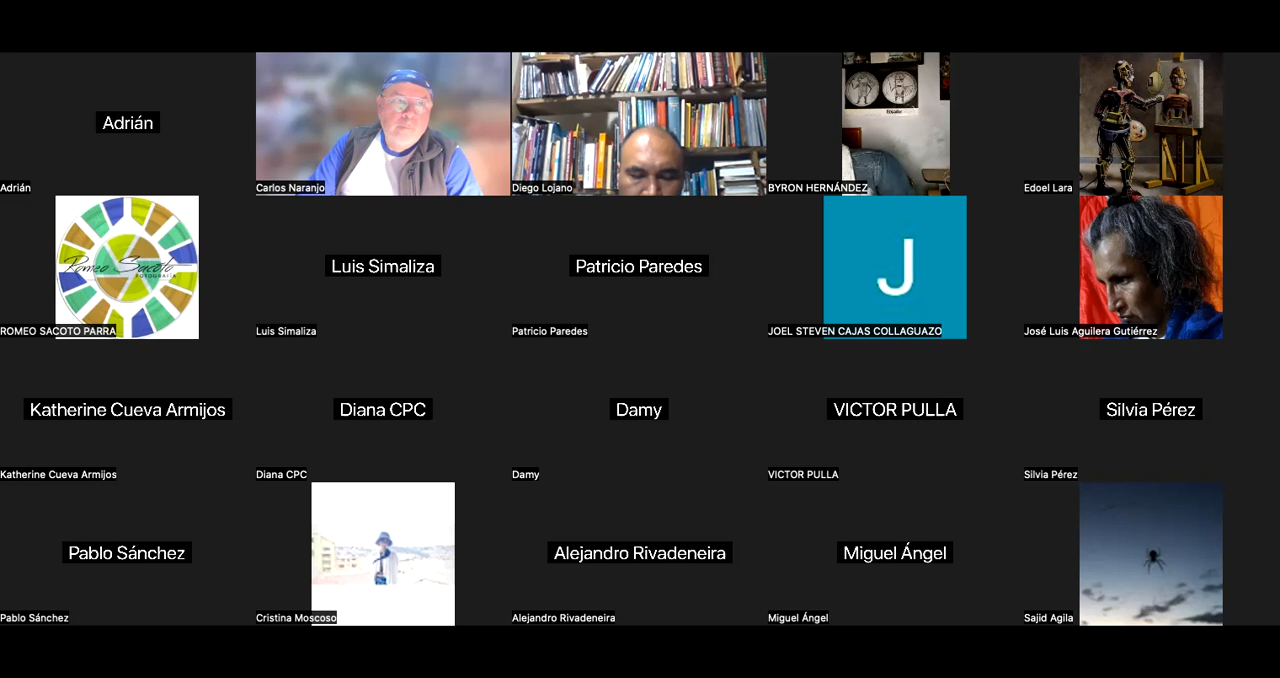 Adrián
Adrián
Carlos Naranjo
Diego Lojano
BYRON HERNÁNDEZ
Edoel Lara
Romeo Sacoto
FOTOGRAFÍA
ROMEO SACOTO PARRA
Luis Simaliza
Luis Simaliza
Patricio Paredes
Patricio Paredes
J
JOEL STEVEN CAJAS COLLAGUAZO
José Luis Aguilera Gutiérrez
Katherine Cueva Armijos
Katherine Cueva Armijos
Diana CPC
Diana CPC
Damy
Damy
VICTOR PULLA
VICTOR PULLA
Silvia Pérez
Silvia Pérez
Pablo Sánchez
Pablo Sánchez
Cristina Moscoso
Alejandro Rivadeneira
Alejandro Rivadeneira
Miguel Ángel
Miguel Ángel
Sajid Agila